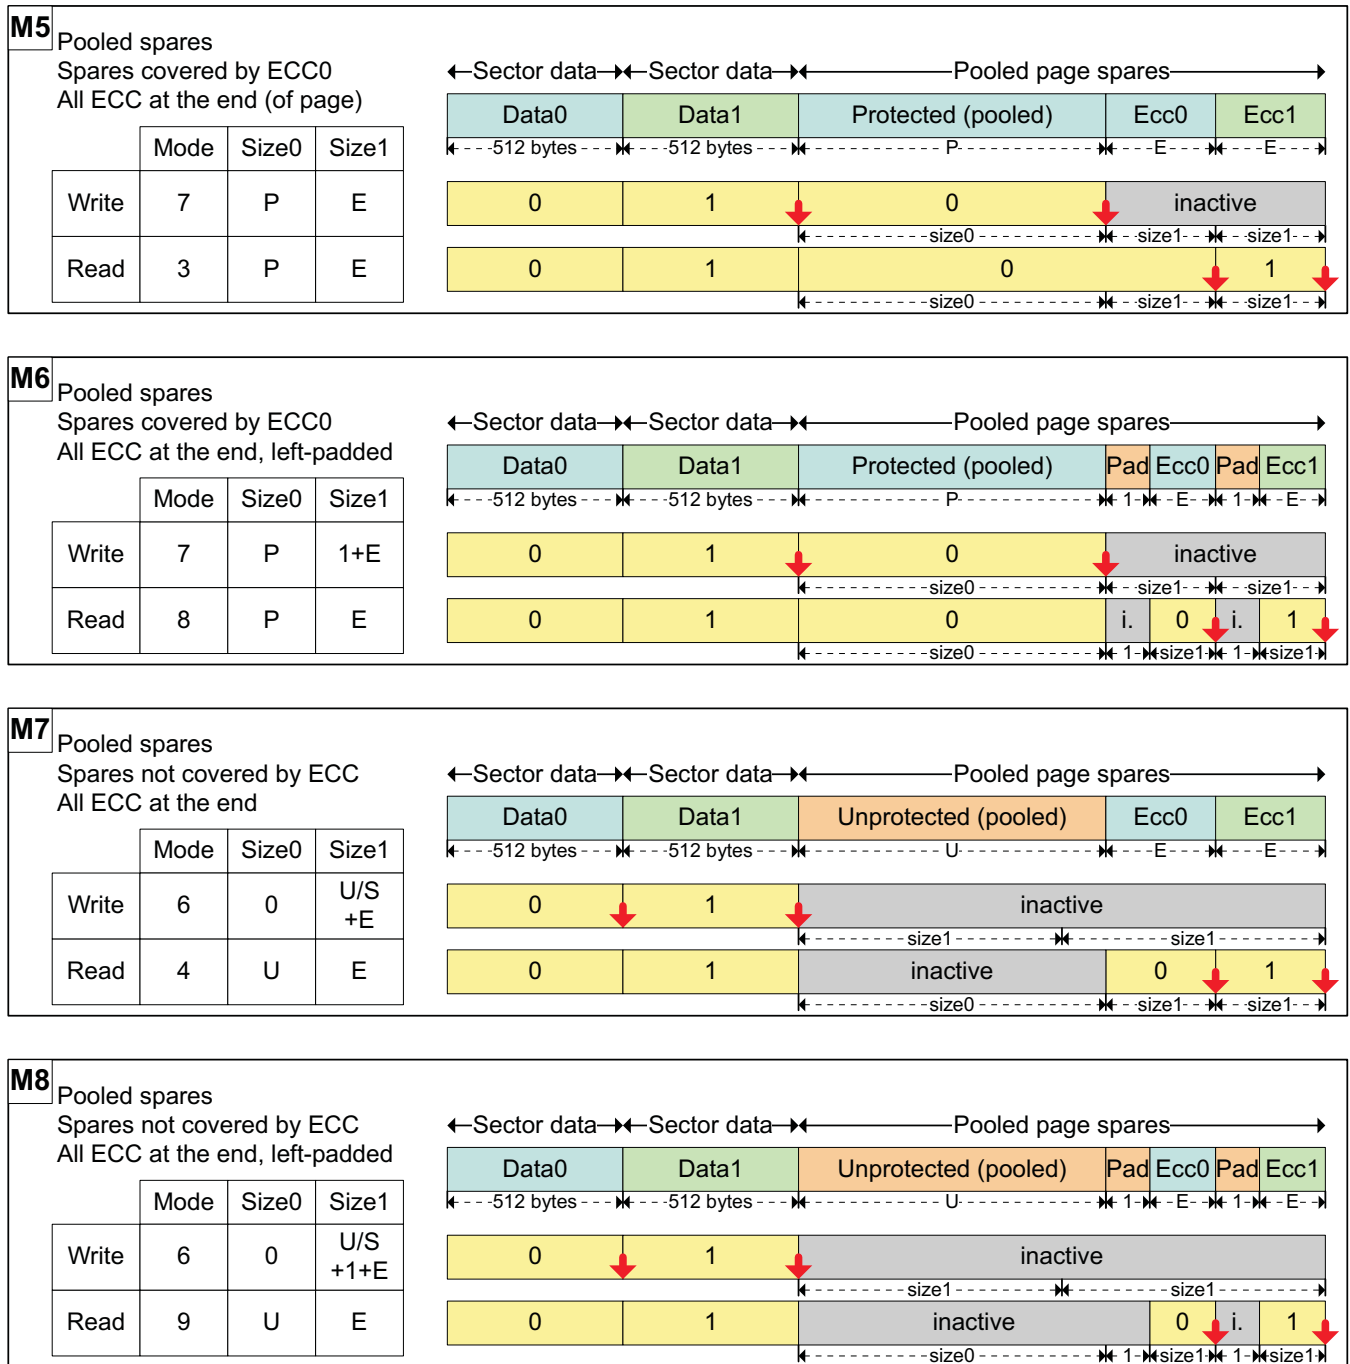 M5
Pooled spares
Spares covered by ECC0
All ECC at the end (of page)
Mode Size0 Size1
Write 7 P E
Read 3 P E
Sector data Sector data Pooled page spares
Data0 Data1 Protected (pooled) Ecc0 Ecc1
512 bytes 512 bytes P E E
0 1 0 inactive
size0 size1 size1
0 1 0 1
size0 size1 size1
M6
Pooled spares
Spares covered by ECC0
All ECC at the end, left-padded
Mode Size0 Size1
Write 7 P 1+E
Read 8 P E
Sector data Sector data Pooled page spares
Data0 Data1 Protected (pooled) Pad Ecc0 Pad Ecc1
512 bytes 512 bytes P 1 E 1 E
0 1 0 inactive
size0 size1 size1
0 1 0 i. 0 i. 1
size0 1 size1 1 size1
M7
Pooled spares
Spares not covered by ECC
All ECC at the end
Mode Size0 Size1
Write 6 0 U/S
+E
Read 4 U E
Sector data Sector data Pooled page spares
Data0 Data1 Unprotected (pooled) Ecc0 Ecc1
512 bytes 512 bytes U E E
0 1 inactive
size1 size1
0 1 inactive 0 1
size0 size1 size1
M8
Pooled spares
Spares not covered by ECC
All ECC at the end, left-padded
Mode Size0 Size1
Write 6 0 U/S
+1+E
Read 9 U E
Sector data Sector data Pooled page spares
Data0 Data1 Unprotected (pooled) Pad Ecc0 Pad Ecc1
512 bytes 512 bytes U 1 E 1 E
0 1 inactive
size1 size1
0 1 inactive 0 i. 1
size0 1 size1 1 size1